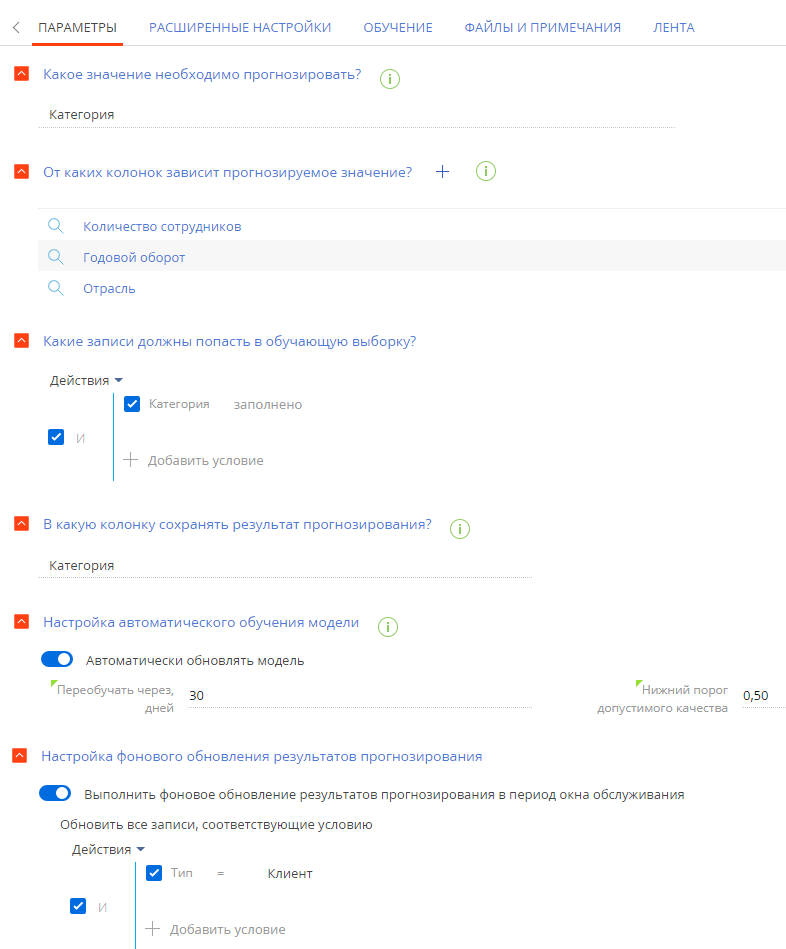 ПАРАМЕТРЫ РАСШИРЕННЫЕ НАСТРОЙКИ ОБУЧЕНИЕ ФАЙЛЫ И ПРИМЕЧАНИЯ ЛЕНТА
Какое значение необходимо прогнозировать? i
Категория
От каких колонок зависит прогнозируемое значение? + i
Количество сотрудников
Годовой оборот
Отрасль
Какие записи должны попасть в обучающую выборку?
Действия
Категория заполнено
И
+ Добавить условие
В какую колонку сохранять результат прогнозирования? i
Категория
Настройка автоматического обучения модели i
Автоматически обновлять модель
Переобучать через, дней 30 Нижний порог допустимого качества 0,50
Настройка фонового обновления результатов прогнозирования
Выполнить фоновое обновление результатов прогнозирования в период окна обслуживания
Обновить все записи, соответствующие условию
Действия
Тип = Клиент
И
+ Добавить условие